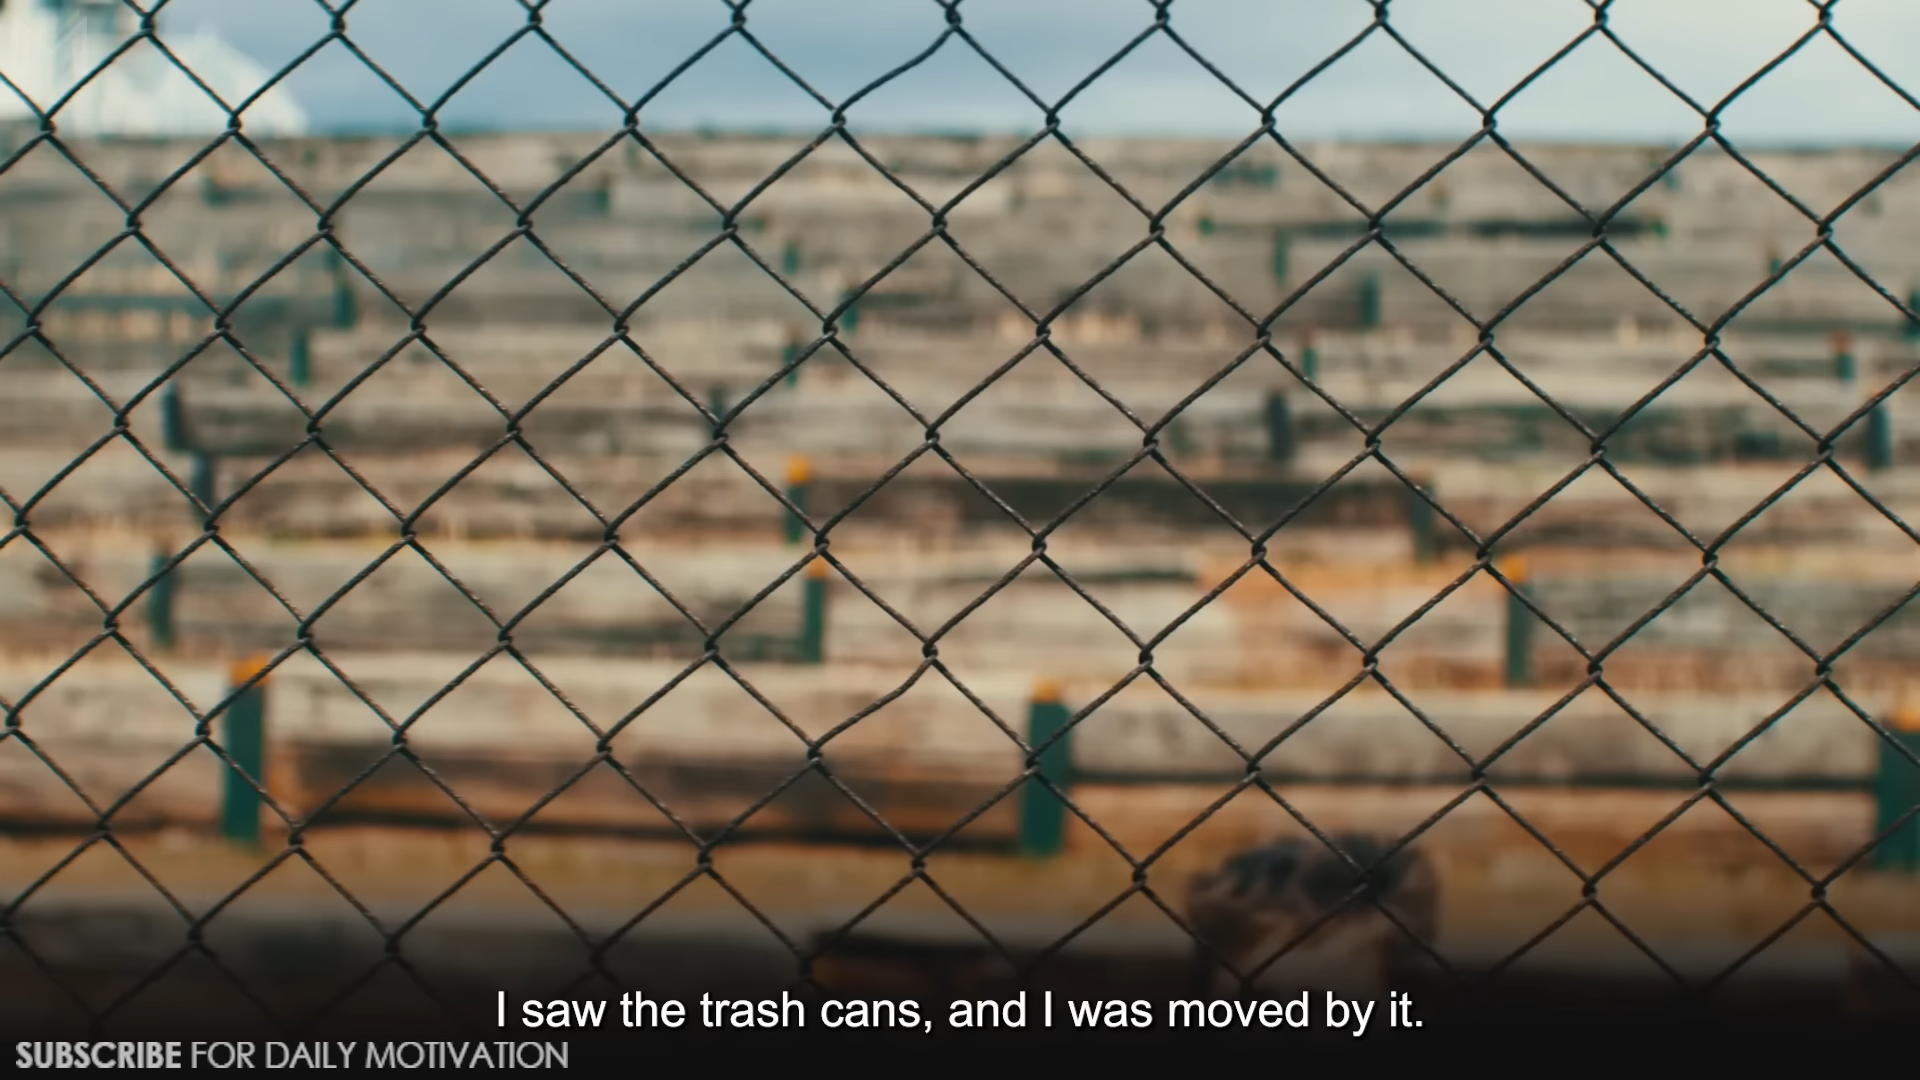 I saw the trash cans, and I was moved by it.
SUBSCRIBE FOR DAILY MOTIVATION